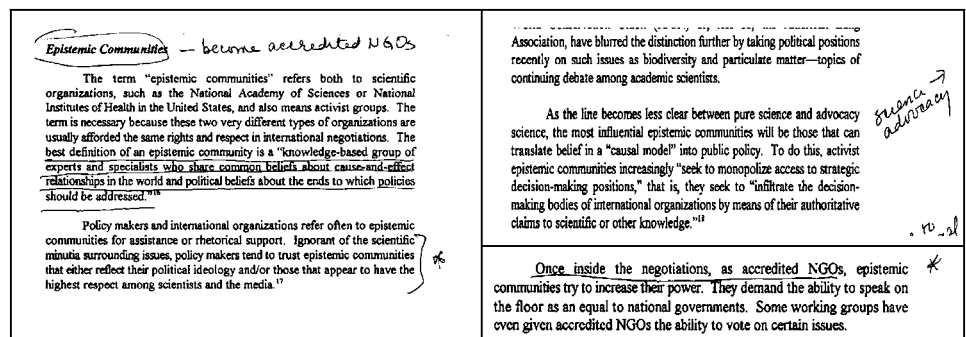 Epistemic Communities — become accredited NGOs
The term “epistemic communities” refers both to scientific
organizations, such as the National Academy of Sciences or National
Institutes of Health in the United States, and also means activist groups. The
term is necessary because these two very different types of organizations are
usually afforded the same rights and respect in international negotiations. The
best definition of an epistemic community is a “knowledge-based group of
experts and specialists who share common beliefs about cause-and-effect
relationships in the world and political beliefs about the ends to which policies
should be addressed.”16
Policy makers and international organizations refer often to epistemic
communities for assistance or rhetorical support. Ignorant of the scientific
minutia surrounding issues, policy makers tend to trust epistemic communities
that either reflect their political ideology and/or those that appear to have the
highest respect among scientists and the media.17
*
Association, have blurred the distinction further by taking political positions
recently on such issues as biodiversity and particulate matter—topics of
continuing debate among academic scientists.
science →
advocacy
As the line becomes less clear between pure science and advocacy
science, the most influential epistemic communities will be those that can
translate belief in a “causal model” into public policy. To do this, activist
epistemic communities increasingly “seek to monopolize access to strategic
decision-making positions,” that is, they seek to “infiltrate the decision-
making bodies of international organizations by means of their authoritative
claims to scientific or other knowledge.”18
Once inside the negotiations, as accredited NGOs, epistemic *
communities try to increase their power. They demand the ability to speak on
the floor as an equal to national governments. Some working groups have
even given accredited NGOs the ability to vote on certain issues.